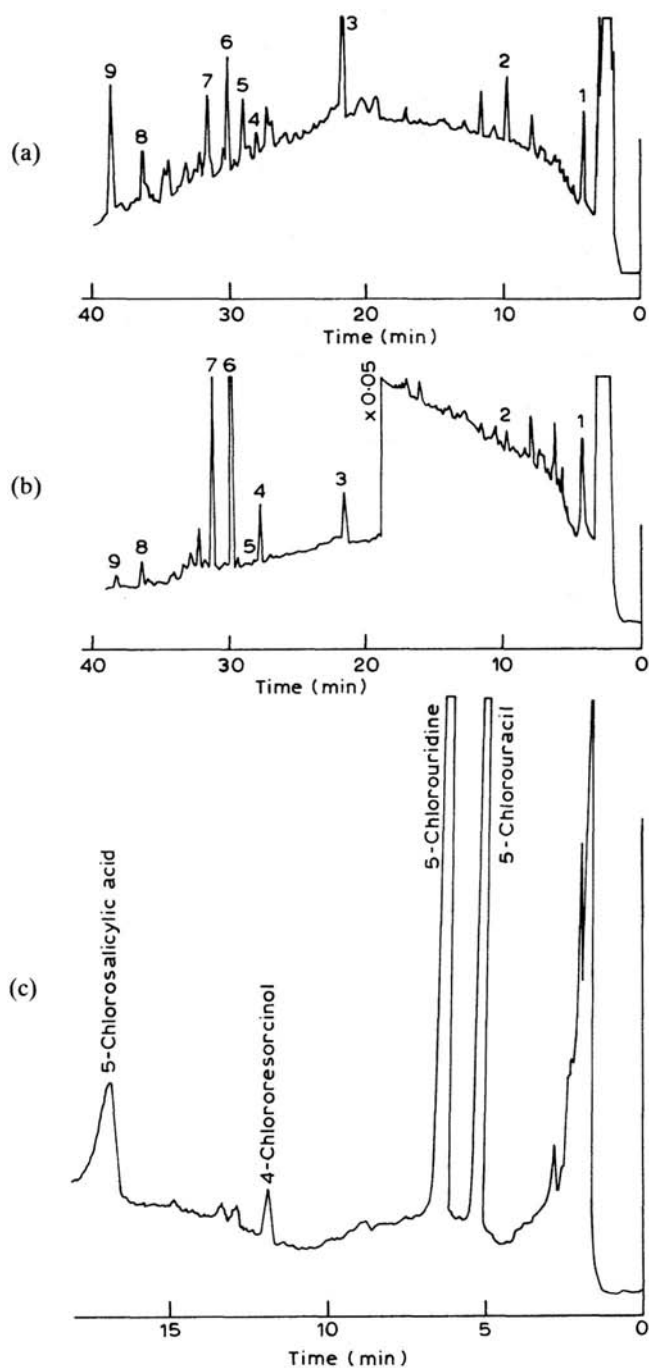 (a)
9
8
7
6
5
4
3
2
1
40
30
20
10
0
Time (min)
(b)
9
8
7
6
5
4
3
x 0·05
2
1
40
30
20
10
0
Time (min)
(c)
5-Chlorosalicylic acid
4-Chlororesorcinol
5-Chlorouridine
5-Chlorouracil
15
10
5
0
Time (min)